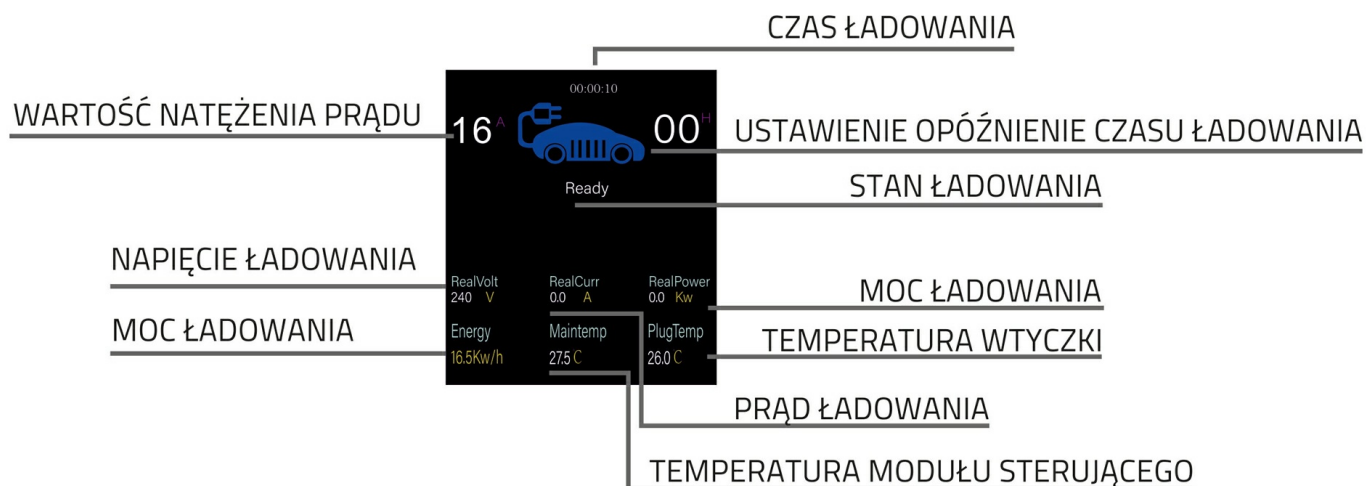 CZAS ŁADOWANIA
00:00:10
WARTOŚĆ NATĘŻENIA PRĄDU
16 A
00 H
USTAWIENIE OPÓŹNIENIE CZASU ŁADOWANIA
Ready
STAN ŁADOWANIA
NAPIĘCIE ŁADOWANIA
RealVolt RealCurr RealPower
240 V 0.0 A 0.0 Kw
MOC ŁADOWANIA
MOC ŁADOWANIA
Energy Maintemp PlugTemp
16.5Kw/h 27.5 C 26.0 C
TEMPERATURA WTYCZKI
PRĄD ŁADOWANIA
TEMPERATURA MODUŁU STERUJĄCEGO